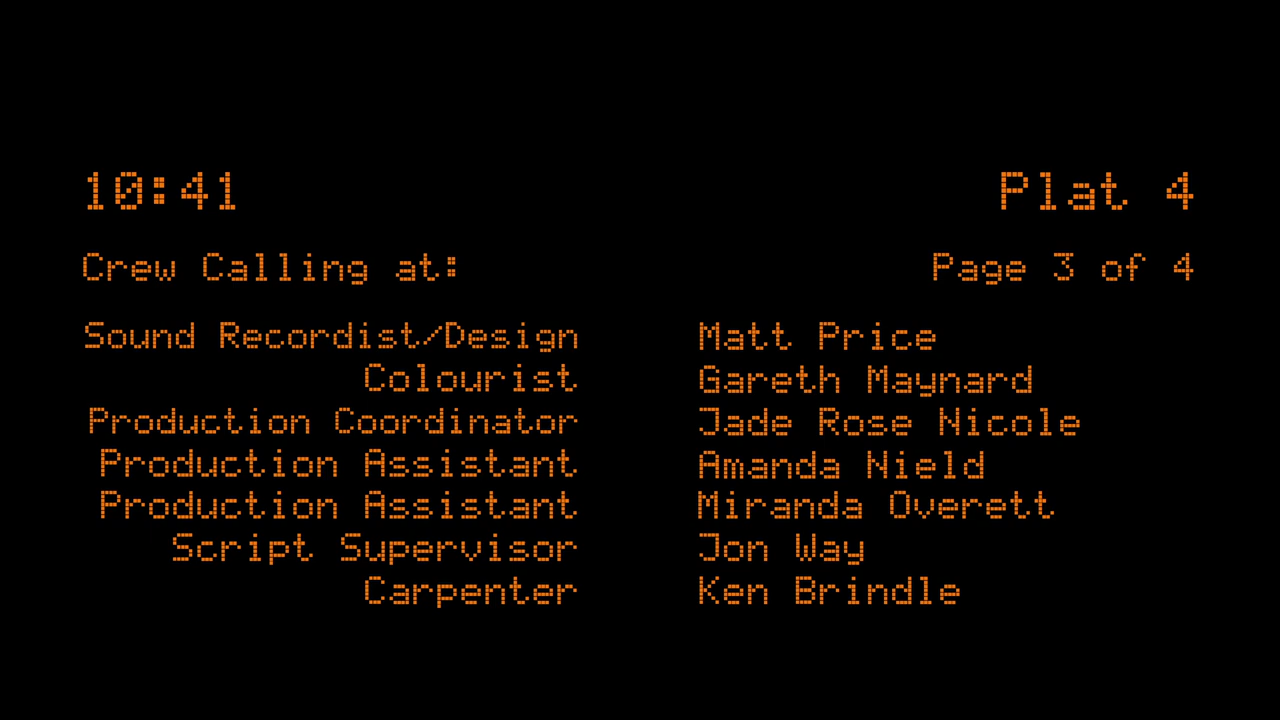 10:41 Plat 4
Crew Calling at: Page 3 of 4
Sound Recordist/Design Matt Price
Colourist Gareth Maynard
Production Coordinator Jade Rose Nicole
Production Assistant Amanda Nield
Production Assistant Miranda Overett
Script Supervisor Jon Way
Carpenter Ken Brindle